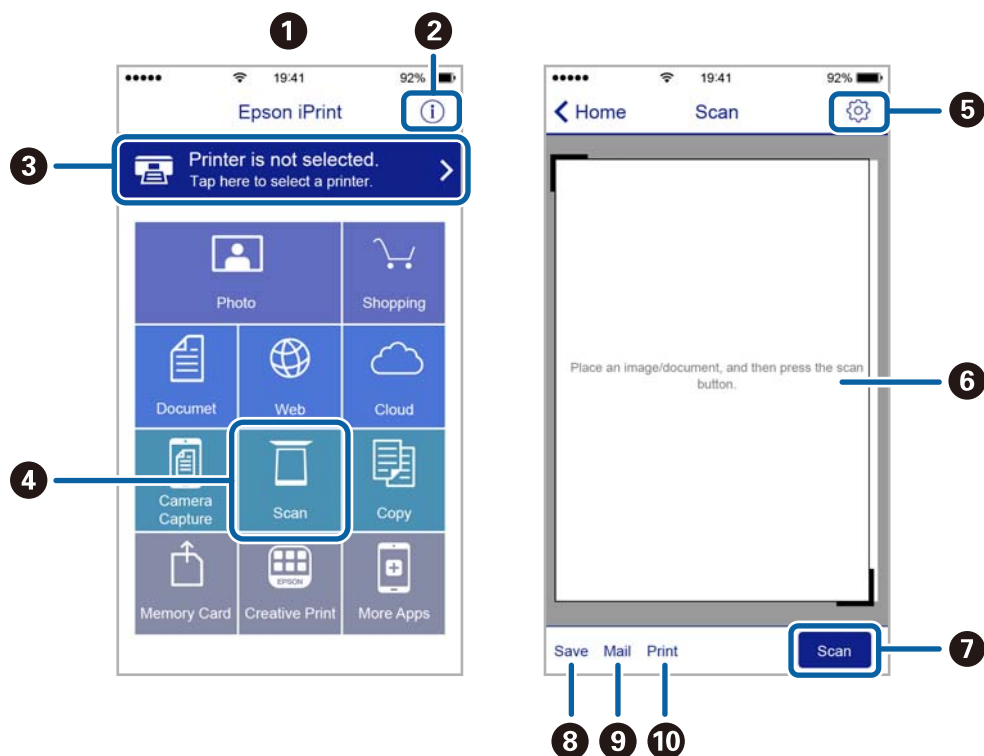 1
2
19:41
92%
Epson iPrint
i
3
Printer is not selected.
Tap here to select a printer.
Photo
Shopping
Documet
Web
Cloud
4
Camera
Capture
Scan
Copy
EPSON
Memory Card
Creative Print
More Apps
19:41
92%
Home
Scan
5
Place an image/document, and then press the scan
button.
6
Save
Mail
Print
Scan
7
8
9
10